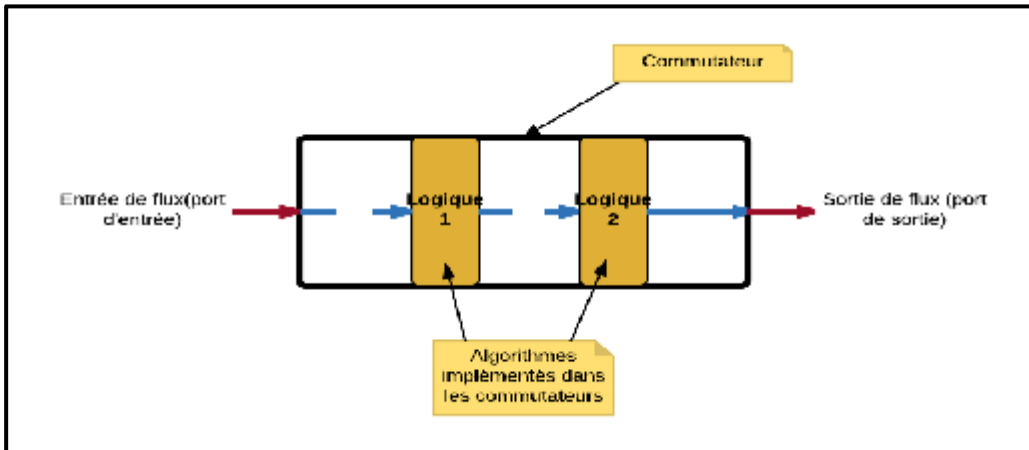 Commutateur
Entrée de flux(port
d'entrée)
Logique
1
Logique
2
Sortie de flux (port
de sortie)
Algorithmes
implémentés dans
les commutateurs